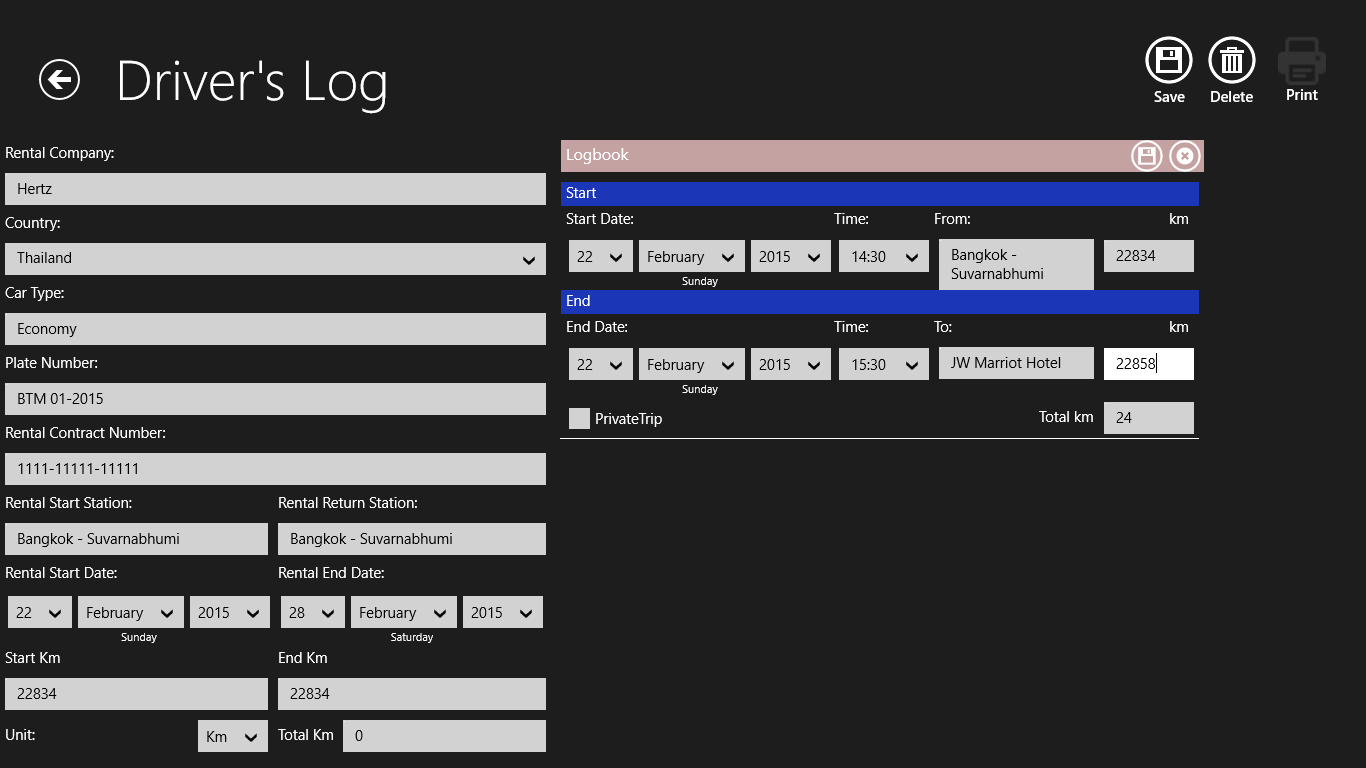 Driver's Log
Save
Delete
Print
Rental Company:
Hertz
Country:
Thailand
Car Type:
Economy
Plate Number:
BTM 01-2015
Rental Contract Number:
1111-11111-11111
Rental Start Station: Rental Return Station:
Bangkok - Suvarnabhumi Bangkok - Suvarnabhumi
Rental Start Date: Rental End Date:
22 February 2015 28 February 2015
Sunday Saturday
Start Km End Km
22834 22834
Unit: Km Total Km 0
Logbook
Start
Start Date: Time: From: km
22 February 2015 14:30 Bangkok - 22834
Suvarnabhumi
Sunday
End
End Date: Time: To: km
22 February 2015 15:30 JW Marriot Hotel 22858
Sunday
PrivateTrip Total km 24